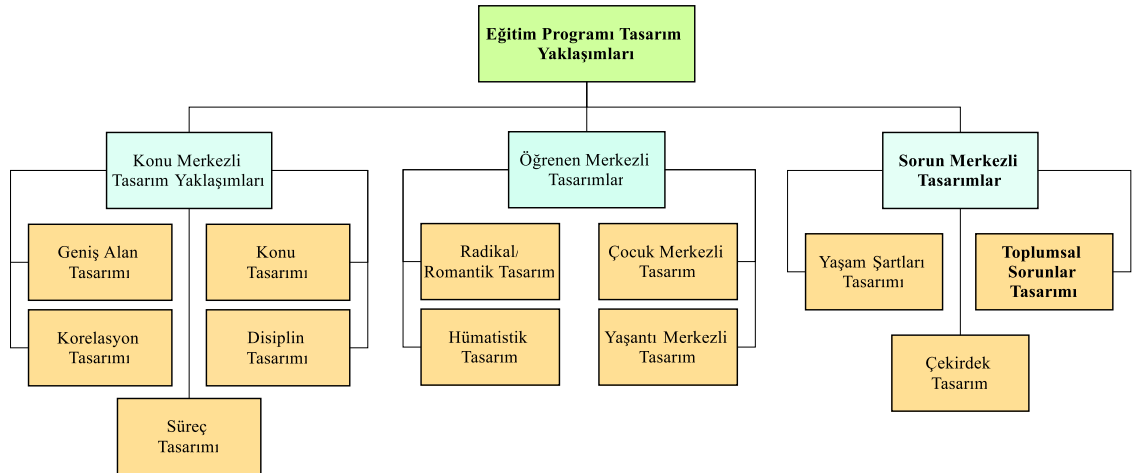 Eğitim Programı Tasarım
Yaklaşımları
Konu Merkezli
Tasarım Yaklaşımları
Geniş Alan
Tasarımı
Konu
Tasarımı
Korelasyon
Tasarımı
Disiplin
Tasarımı
Süreç
Tasarımı
Öğrenen Merkezli
Tasarımlar
Radikal/
Romantik Tasarım
Çocuk Merkezli
Tasarım
Hümatistik
Tasarım
Yaşantı Merkezli
Tasarım
Sorun Merkezli
Tasarımlar
Yaşam Şartları
Tasarımı
Toplumsal
Sorunlar
Tasarımı
Çekirdek
Tasarım